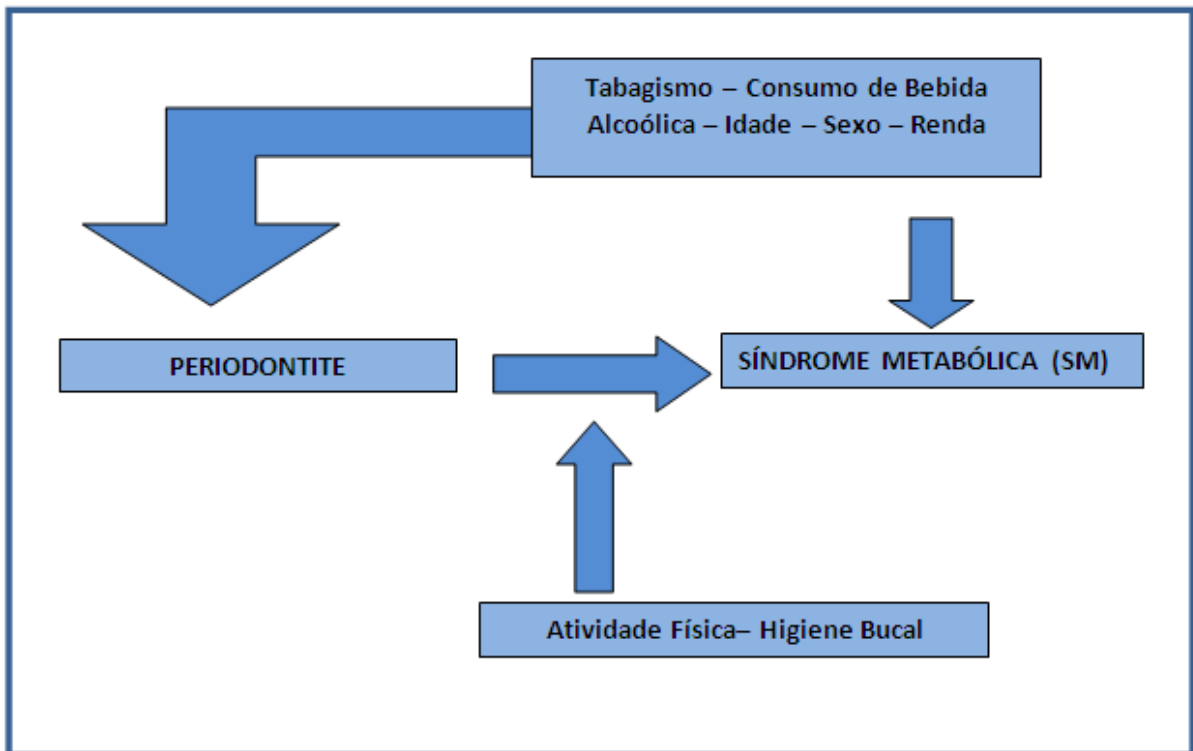 Tabagismo – Consumo de Bebida
Alcoólica – Idade – Sexo – Renda
PERIODONTITE
SÍNDROME METABÓLICA (SM)
Atividade Física– Higiene Bucal